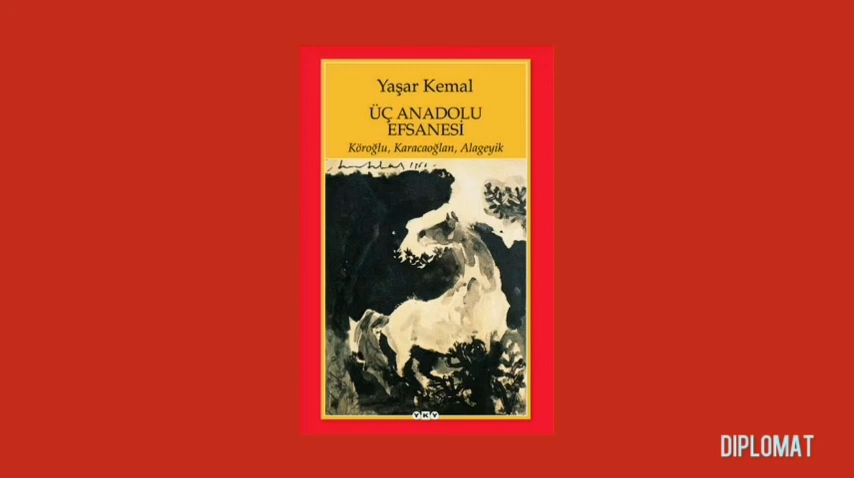 Yaşar Kemal
ÜÇ ANADOLU
EFSANESİ
Köroğlu, Karacaoğlan, Alageyik
YKY
DIPLOMAT